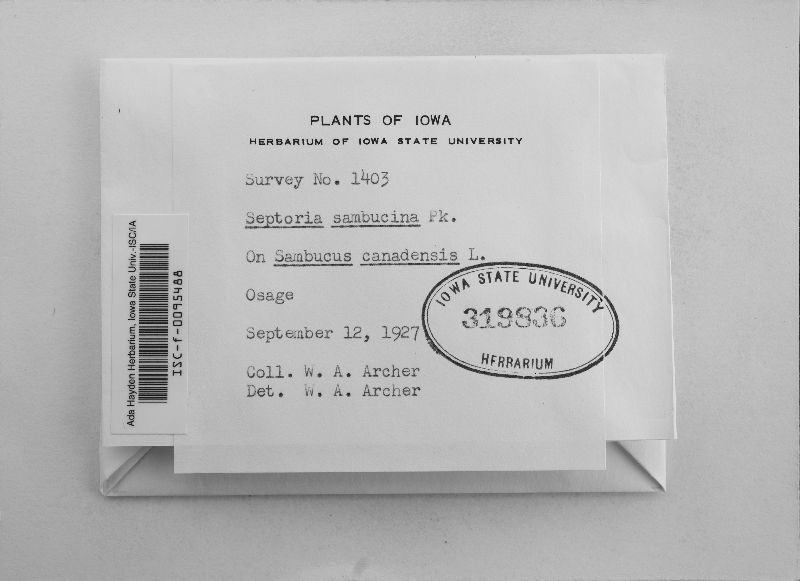 PLANTS OF IOWA
HERBARIUM OF IOWA STATE UNIVERSITY
Survey No. 1403
Septoria sambucina Pk.
On Sambucus canadensis L.
Osage
September 12, 1927
Coll. W. A. Archer
Det. W. A. Archer
IOWA STATE UNIVERSITY
319836
HERBARIUM
Ada Hayden Herbarium, Iowa State Univ.-ISC/IA
ISC-f-0095488